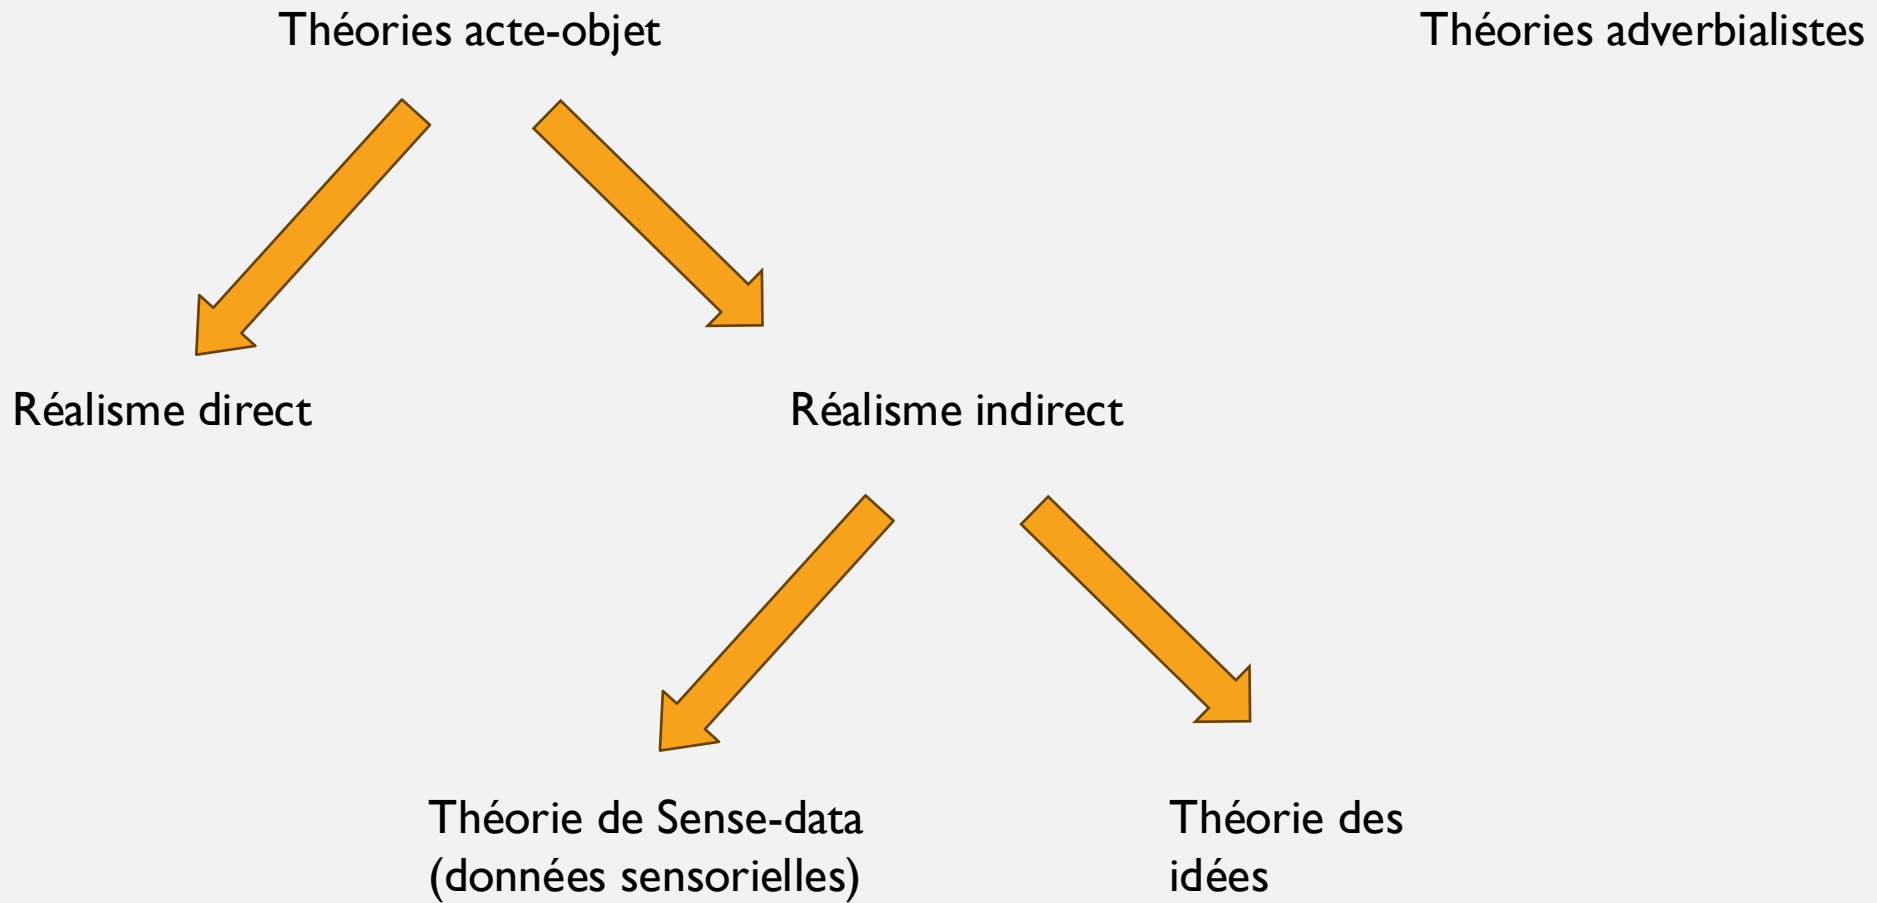 Théories acte-objet
Théories adverbialistes
Réalisme direct
Réalisme indirect
Théorie de Sense-data
(données sensorielles)
Théorie des
idées